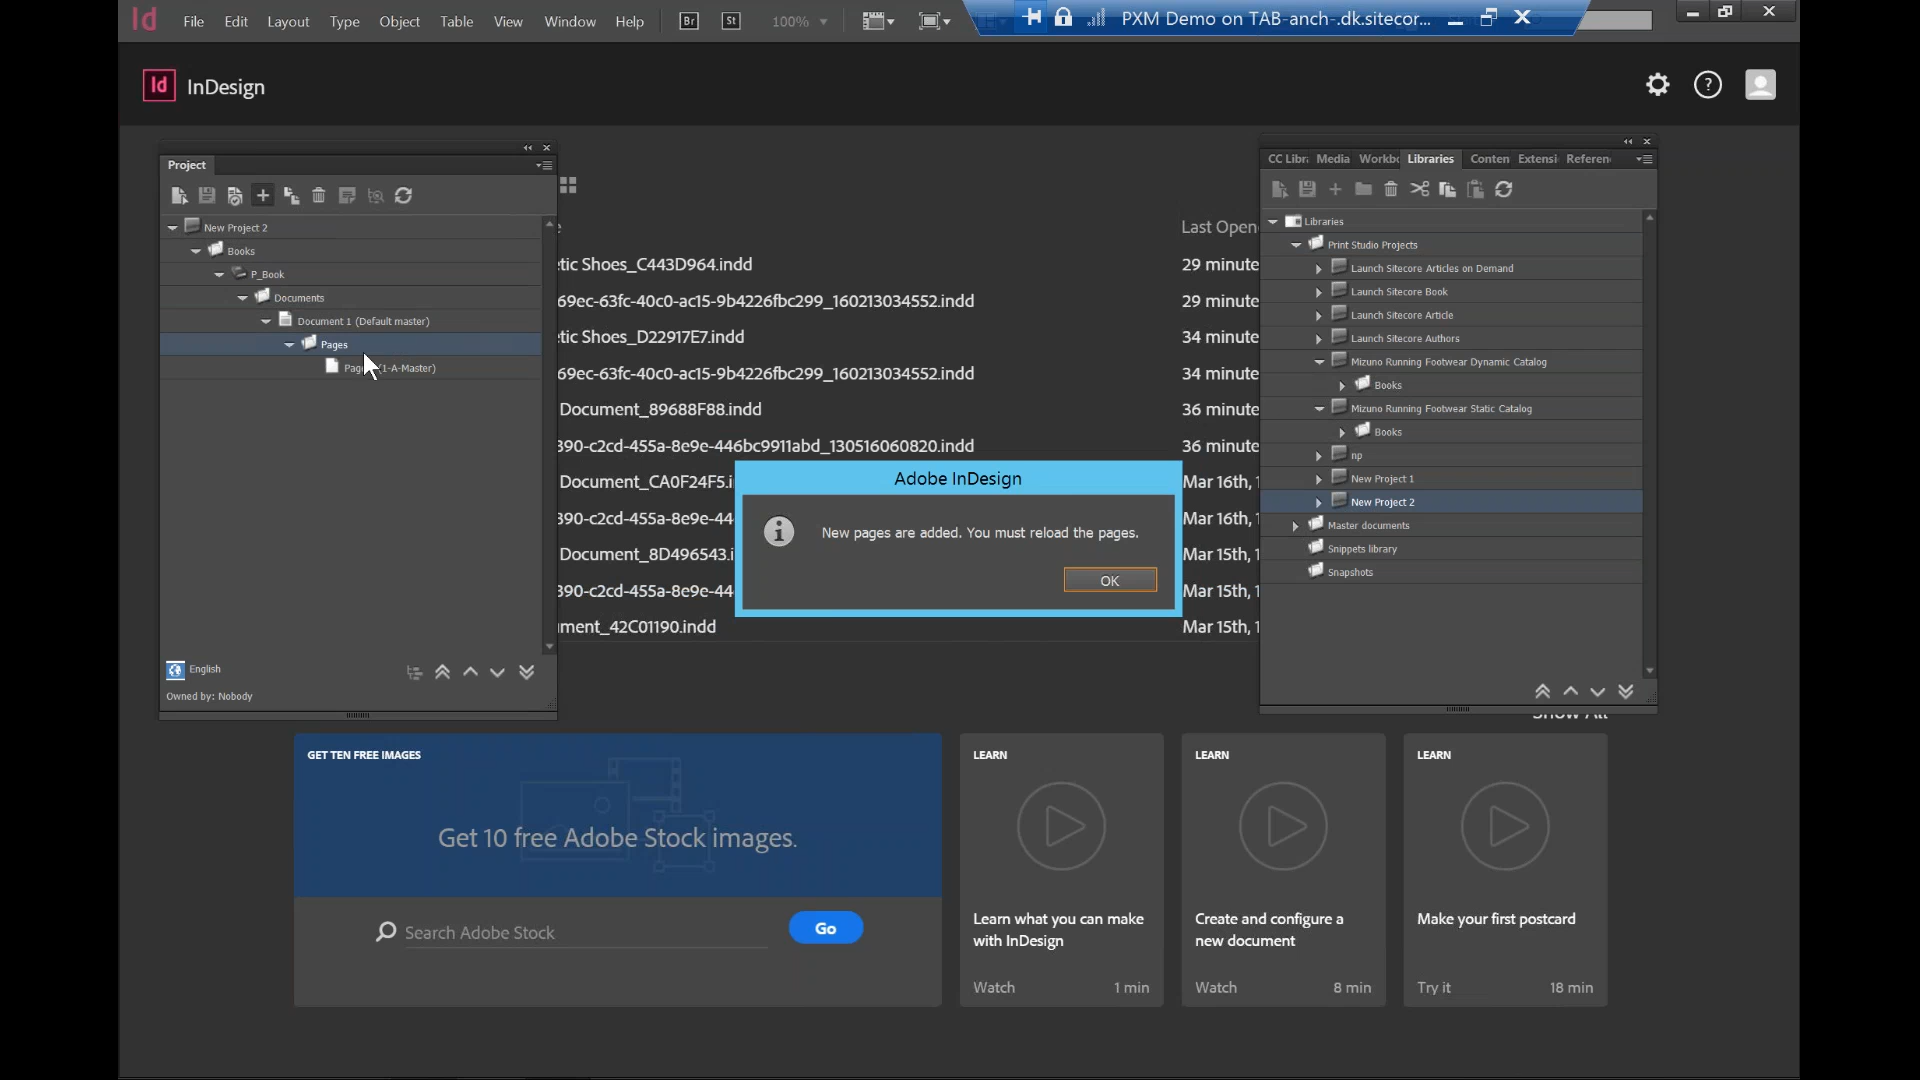 Id
File Edit Layout Type Object Table View Window Help Br St 100%
PXM Demo on TAB-anch-.dk.sitecor...
Id InDesign
Project
New Project 2
Books
P_Book
Documents
Document 1 (Default master)
Pages
(1-A-Master)
English
Owned by: Nobody
Last Opene
tic Shoes_C443D964.indd 29 minute
69ec-63fc-40c0-ac15-9b4226fbc299_160213034552.indd 29 minute
tic Shoes_D22917E7.indd 34 minute
69ec-63fc-40c0-ac15-9b4226fbc299_160213034552.indd 34 minute
Document_89688F88.indd 36 minute
390-c2cd-455a-8e9e-446bc9911abd_130516060820.indd 36 minute
Document_CA0F24F5.i Mar 16th, 1
390-c2cd-455a-8e9e-44 Mar 16th, 1
Document_8D496543.i Mar 15th, 1
390-c2cd-455a-8e9e-44 Mar 15th, 1
ment_42C01190.indd Mar 15th, 1
Adobe InDesign
New pages are added. You must reload the pages.
OK
CC Libr Media Workbo Libraries Conten Extensi Referen
Libraries
Print Studio Projects
Launch Sitecore Articles on Demand
Launch Sitecore Book
Launch Sitecore Article
Launch Sitecore Authors
Mizuno Running Footwear Dynamic Catalog
Books
Mizuno Running Footwear Static Catalog
Books
np
New Project 1
New Project 2
Master documents
Snippets library
Snapshots
Show All
GET TEN FREE IMAGES
Get 10 free Adobe Stock images.
Search Adobe Stock
Go
LEARN
Learn what you can make
with InDesign
Watch 1 min
LEARN
Create and configure a
new document
Watch 8 min
LEARN
Make your first postcard
Try it 18 min